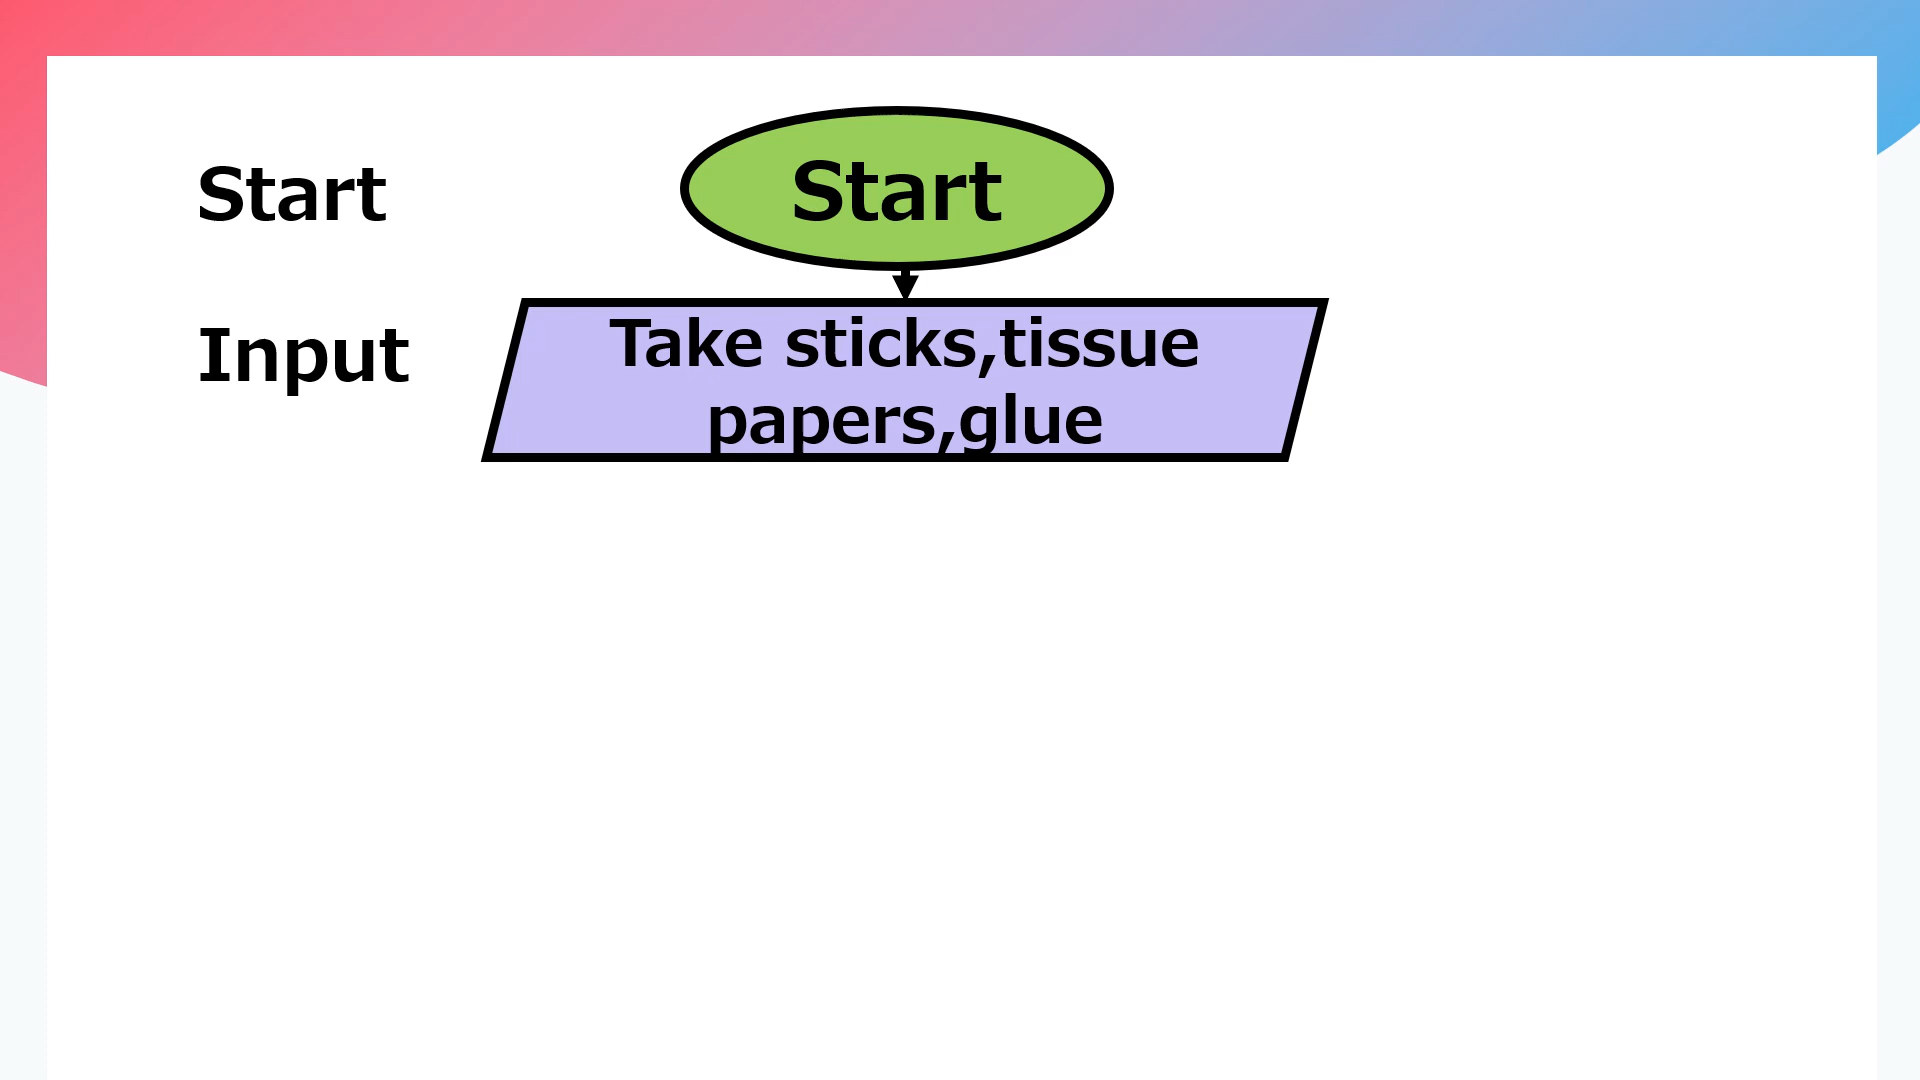 Start
Start
Input
Take sticks,tissue
papers,glue